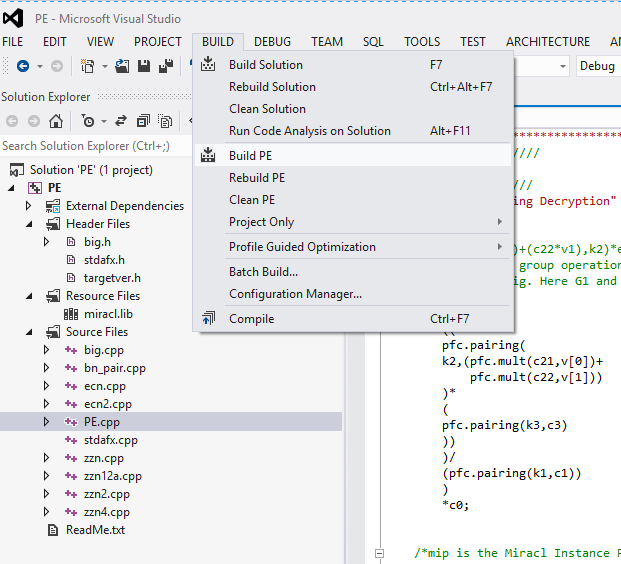 PE - Microsoft Visual Studio
FILE EDIT VIEW PROJECT BUILD DEBUG TEAM SQL TOOLS TEST ARCHITECTURE
Debug
Solution Explorer
Search Solution Explorer (Ctrl+;)
Solution 'PE' (1 project)
PE
External Dependencies
Header Files
big.h
stdafx.h
targetver.h
Resource Files
miracl.lib
Source Files
big.cpp
bn_pair.cpp
ecn.cpp
ecn2.cpp
PE.cpp
stdafx.cpp
zzn.cpp
zzn12a.cpp
zzn2.cpp
zzn4.cpp
ReadMe.txt
Build Solution F7
Rebuild Solution Ctrl+Alt+F7
Clean Solution
Run Code Analysis on Solution Alt+F11
Build PE
Rebuild PE
Clean PE
Project Only
Profile Guided Optimization
Batch Build...
Configuration Manager...
Compile Ctrl+F7
*****************
////
///
ing Decryption"
)+(c22*v1),k2)*e
group operation
ig. Here G1 and
pfc.pairing(
k2,(pfc.mult(c21,v[0])+
pfc.mult(c22,v[1]))
)*
(
pfc.pairing(k3,c3)
))
)/
(pfc.pairing(k1,c1))
)
*c0;
/*mip is the Miracl Instance